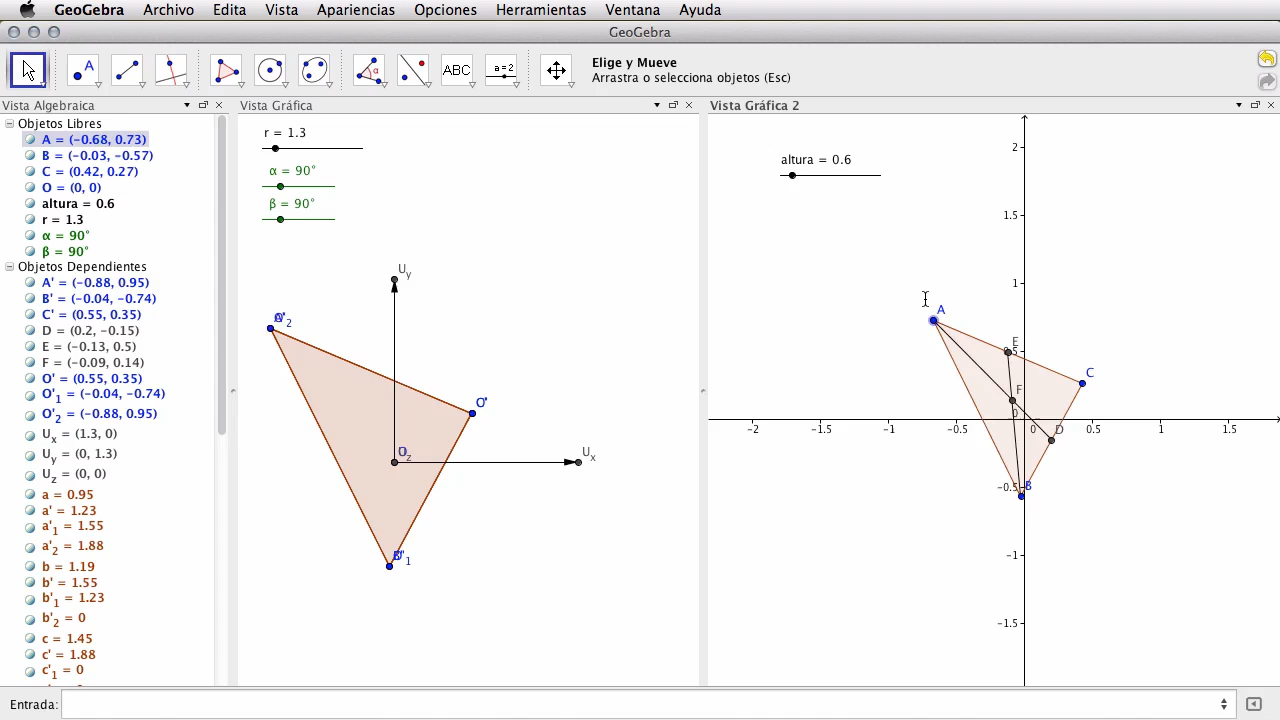 GeoGebra Archivo Edita Vista Apariencias Opciones Herramientas Ventana Ayuda
GeoGebra
A
α
ABC
a=2
Elige y Mueve
Arrastra o selecciona objetos (Esc)
Vista Algebraica
Objetos Libres
A = (-0.68, 0.73)
B = (-0.03, -0.57)
C = (0.42, 0.27)
O = (0, 0)
altura = 0.6
r = 1.3
α = 90°
β = 90°
Objetos Dependientes
A' = (-0.88, 0.95)
B' = (-0.04, -0.74)
C' = (0.55, 0.35)
D = (0.2, -0.15)
E = (-0.13, 0.5)
F = (-0.09, 0.14)
O' = (0.55, 0.35)
O'1 = (-0.04, -0.74)
O'2 = (-0.88, 0.95)
Ux = (1.3, 0)
Uy = (0, 1.3)
Uz = (0, 0)
a = 0.95
a' = 1.23
a'1 = 1.55
a'2 = 1.88
b = 1.19
b' = 1.55
b'1 = 1.23
b'2 = 0
c = 1.45
c' = 1.88
c'1 = 0
Vista Gráfica
r = 1.3
α = 90°
β = 90°
Uy
Ux
O'
Vista Gráfica 2
altura = 0.6
2
1.5
1
0.5
0
-0.5
-1
-1.5
-2
-1.5
-1
-0.5
0
0.5
1
1.5
A
E
C
F
D
B
Entrada: